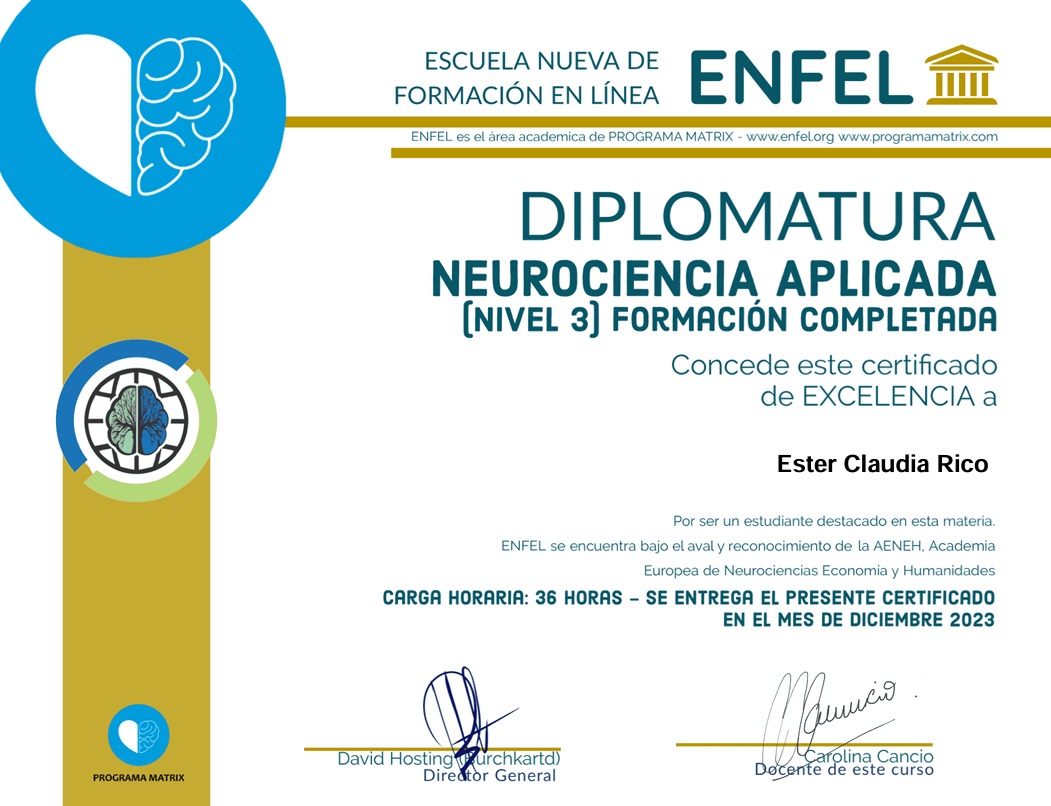 ESCUELA NUEVA DE
FORMACIÓN EN LÍNEA
ENFEL
ENFEL es el área academica de PROGRAMA MATRIX - www.enfel.org www.programamatrix.com
DIPLOMATURA
NEUROCIENCIA APLICADA
(NIVEL 3) FORMACIÓN COMPLETADA
Concede este certificado
de EXCELENCIA a
Ester Claudia Rico
Por ser un estudiante destacado en esta materia.
ENFEL se encuentra bajo el aval y reconocimiento de la AENEH, Academia
Europea de Neurociencias Economía y Humanidades
CARGA HORARIA: 36 HORAS – SE ENTREGA EL PRESENTE CERTIFICADO
EN EL MES DE DICIEMBRE 2023
David Hosting (Burchkartd)
Director General
Carolina Cancio
Docente de este curso
PROGRAMA MATRIX